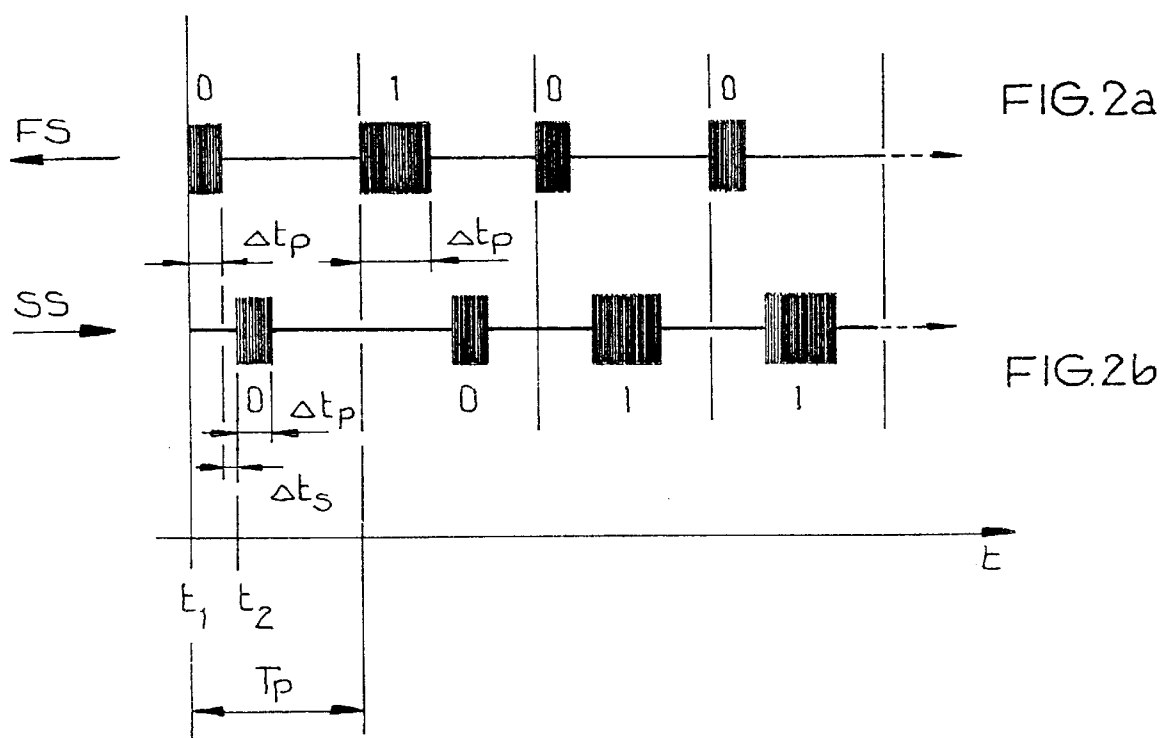 0 1 0 0
FIG.2a
FS
Δtp Δtp
SS
FIG.2b
0 0 1 1
Δtp
Δts
t
t1 t2
Tp